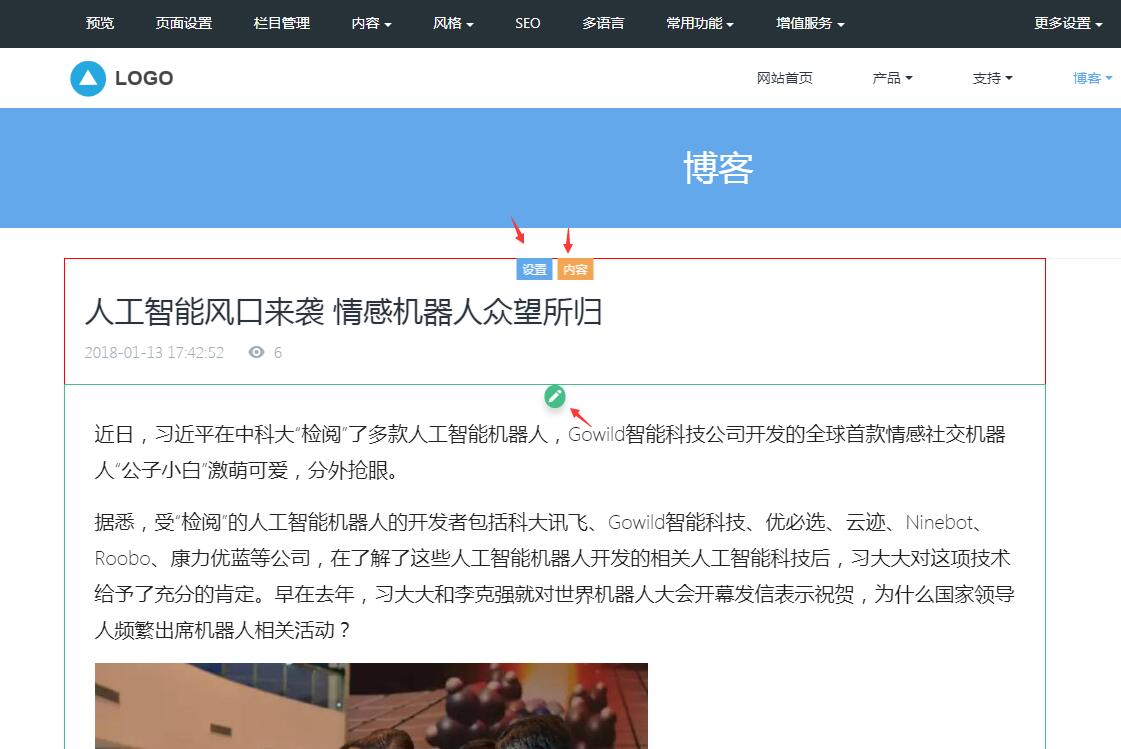 预览 页面设置 栏目管理 内容 风格 SEO 多语言 常用功能 增值服务 更多设置
LOGO 网站首页 产品 支持 博客
博客
设置 内容
人工智能风口来袭 情感机器人众望所归
2018-01-13 17:42:52 6
近日，习近平在中科大“检阅”了多款人工智能机器人，Gowild智能科技公司开发的全球首款情感社交机器
人“公子小白”激萌可爱，分外抢眼。
据悉，受“检阅”的人工智能机器人的开发者包括科大讯飞、Gowild智能科技、优必选、云迹、Ninebot、
Roobo、康力优蓝等公司，在了解了这些人工智能机器人开发的相关人工智能科技后，习大大对这项技术
给予了充分的肯定。早在去年，习大大和李克强就对世界机器人大会开幕发信表示祝贺，为什么国家领导
人频繁出席机器人相关活动？